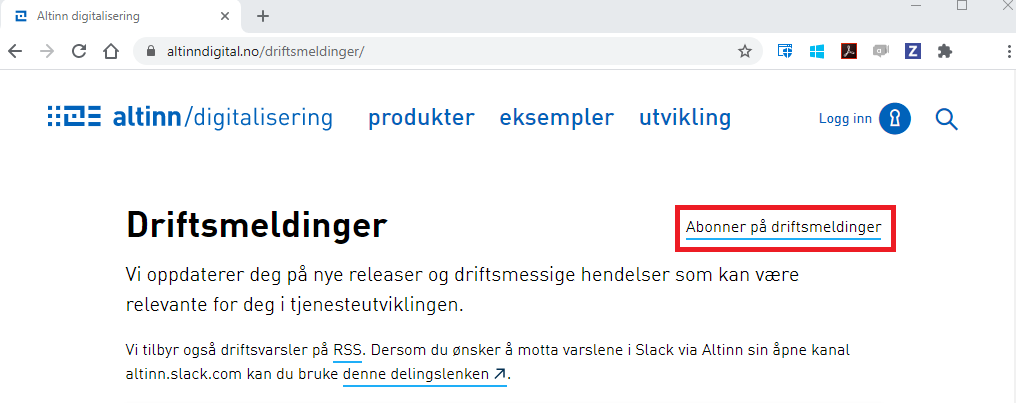 Altinn digitalisering
altinndigital.no/driftsmeldinger/
altinn/digitalisering produkter eksempler utvikling Logg inn
Driftsmeldinger
Abonner på driftsmeldinger
Vi oppdaterer deg på nye releaser og driftsmessige hendelser som kan være
relevante for deg i tjenesteutviklingen.
Vi tilbyr også driftsvarsler på RSS. Dersom du ønsker å motta varslene i Slack via Altinn sin åpne kanal
altinn.slack.com kan du bruke denne delingslenken.